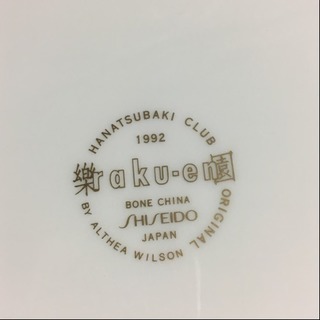 HANATSUBAKI CLUB
1992
樂raku-en園
BONE CHINA
SHISEIDO
JAPAN
ORIGINAL
BY ALTHEA WILSON